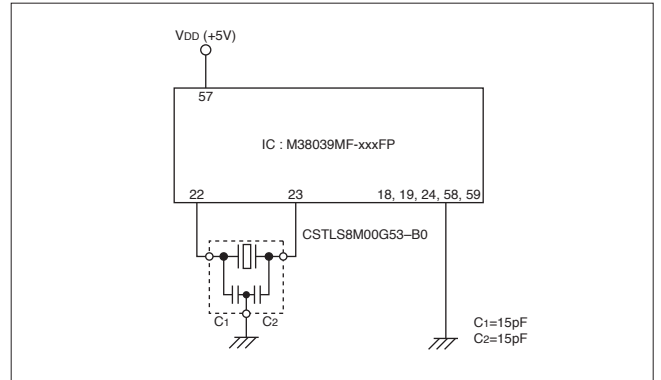 VDD (+5V)
57
IC : M38039MF-xxxFP
22 23 18, 19, 24, 58, 59
CSTLS8M00G53–B0
C1 C2
C1=15pF
C2=15pF